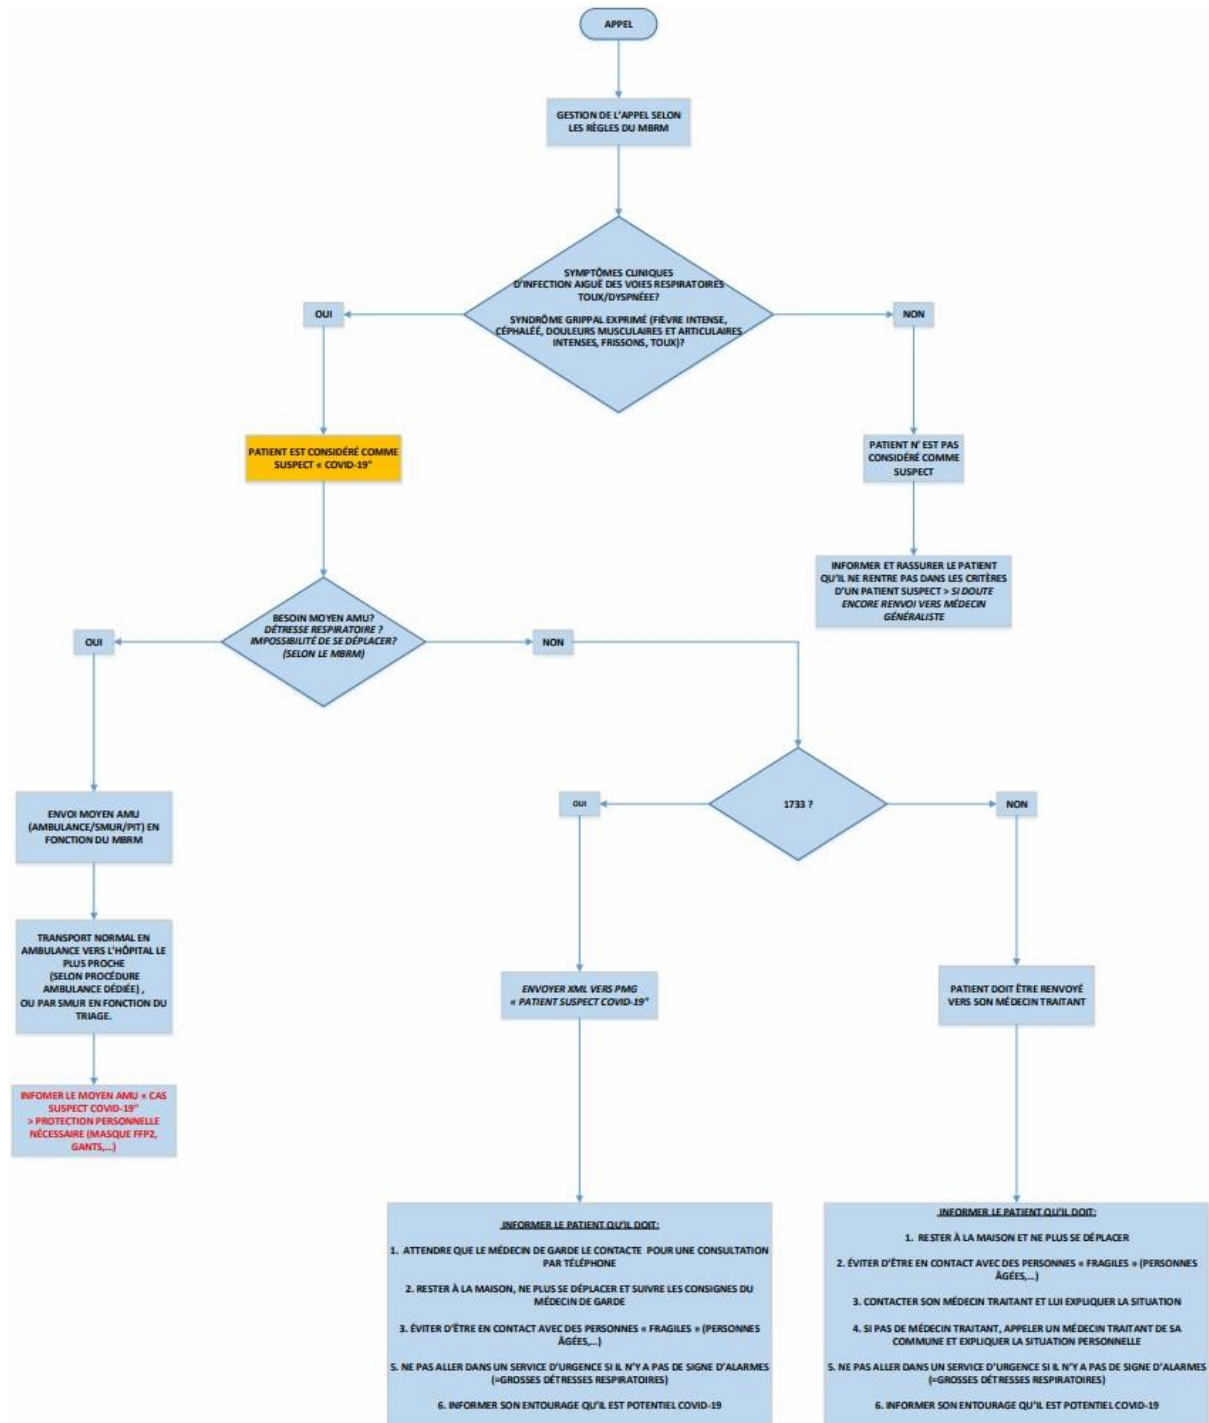 APPEL
GESTION DE L'APPEL SELON
LES RÈGLES DU MBRM
SYMPTÔMES CLINIQUES
D'INFECTION AIGUË DES VOIES RESPIRATOIRES
TOUX/DYSPNÉEE?
SYNDRÔME GRIPPAL EXPRIMÉ (FIÈVRE INTENSE,
CÉPHALÉÉ, DOULEURS MUSCULAIRES ET ARTICULAIRES
INTENSES, FRISSONS, TOUX)?
OUI
NON
PATIENT EST CONSIDÉRÉ COMME
SUSPECT « COVID-19"
PATIENT N' EST PAS
CONSIDÉRÉ COMME
SUSPECT
INFORMER ET RASSURER LE PATIENT
QU'IL NE RENTRE PAS DANS LES CRITÈRES
D'UN PATIENT SUSPECT > SI DOUTE
ENCORE RENVOI VERS MÉDECIN
GÉNÉRALISTE
BESOIN MOYEN AMU?
DÉTRESSE RESPIRATOIRE ?
IMPOSSIBILITÉ DE SE DÉPLACER?
(SELON LE MBRM)
OUI
NON
ENVOI MOYEN AMU
(AMBULANCE/SMUR/PIT) EN
FONCTION DU MBRM
TRANSPORT NORMAL EN
AMBULANCE VERS L'HÔPITAL LE
PLUS PROCHE
(SELON PROCÉDURE
AMBULANCE DÉDIÉE) ,
OU PAR SMUR EN FONCTION DU
TRIAGE.
INFOMER LE MOYEN AMU « CAS
SUSPECT COVID-19"
> PROTECTION PERSONNELLE
NÉCESSAIRE (MASQUE FFP2,
GANTS,...)
1733 ?
OUI
NON
ENVOYER XML VERS PMG
« PATIENT SUSPECT COVID-19"
PATIENT DOIT ÊTRE RENVOYÉ
VERS SON MÉDECIN TRAITANT
INFORMER LE PATIENT QU'IL DOIT:
1. ATTENDRE QUE LE MÉDECIN DE GARDE LE CONTACTE POUR UNE CONSULTATION
PAR TÉLÉPHONE
2. RESTER À LA MAISON, NE PLUS SE DÉPLACER ET SUIVRE LES CONSIGNES DU
MÉDECIN DE GARDE
3. ÉVITER D'ÊTRE EN CONTACT AVEC DES PERSONNES « FRAGILES » (PERSONNES
ÂGÉES,...)
5. NE PAS ALLER DANS UN SERVICE D'URGENCE SI IL N'Y A PAS DE SIGNE D'ALARMES
(=GROSSES DÉTRESSES RESPIRATOIRES)
6. INFORMER SON ENTOURAGE QU'IL EST POTENTIEL COVID-19
INFORMER LE PATIENT QU'IL DOIT:
1. RESTER À LA MAISON ET NE PLUS SE DÉPLACER
2. ÉVITER D'ÊTRE EN CONTACT AVEC DES PERSONNES « FRAGILES » (PERSONNES
ÂGÉES,...)
3. CONTACTER SON MÉDECIN TRAITANT ET LUI EXPLIQUER LA SITUATION
4. SI PAS DE MÉDECIN TRAITANT, APPELER UN MÉDECIN TRAITANT DE SA
COMMUNE ET EXPLIQUER LA SITUATION PERSONNELLE
5. NE PAS ALLER DANS UN SERVICE D'URGENCE SI IL N'Y A PAS DE SIGNE D'ALARMES
(=GROSSES DÉTRESSES RESPIRATOIRES)
6. INFORMER SON ENTOURAGE QU'IL EST POTENTIEL COVID-19